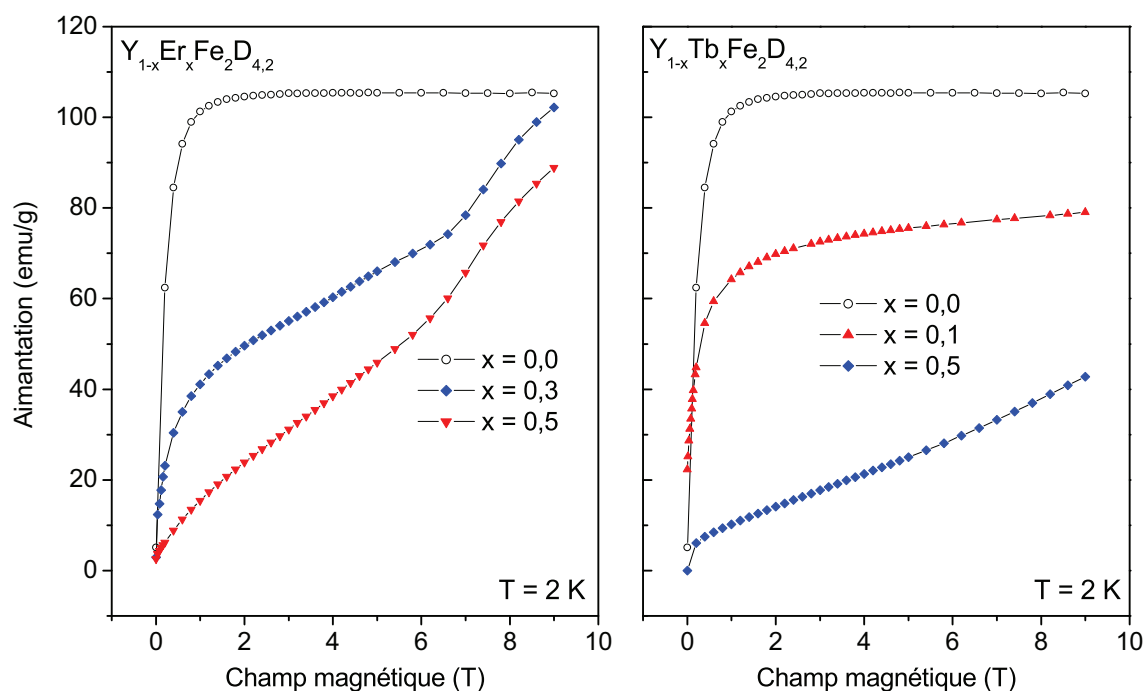 Y₁₋ₓErₓFe₂D₄,₂
120
100
80
60
40
20
0
Aimantation (emu/g)
x = 0,0
x = 0,3
x = 0,5
T = 2 K
0 2 4 6 8 10
Champ magnétique (T)
Y₁₋ₓTbₓFe₂D₄,₂
x = 0,0
x = 0,1
x = 0,5
T = 2 K
0 2 4 6 8 10
Champ magnétique (T)